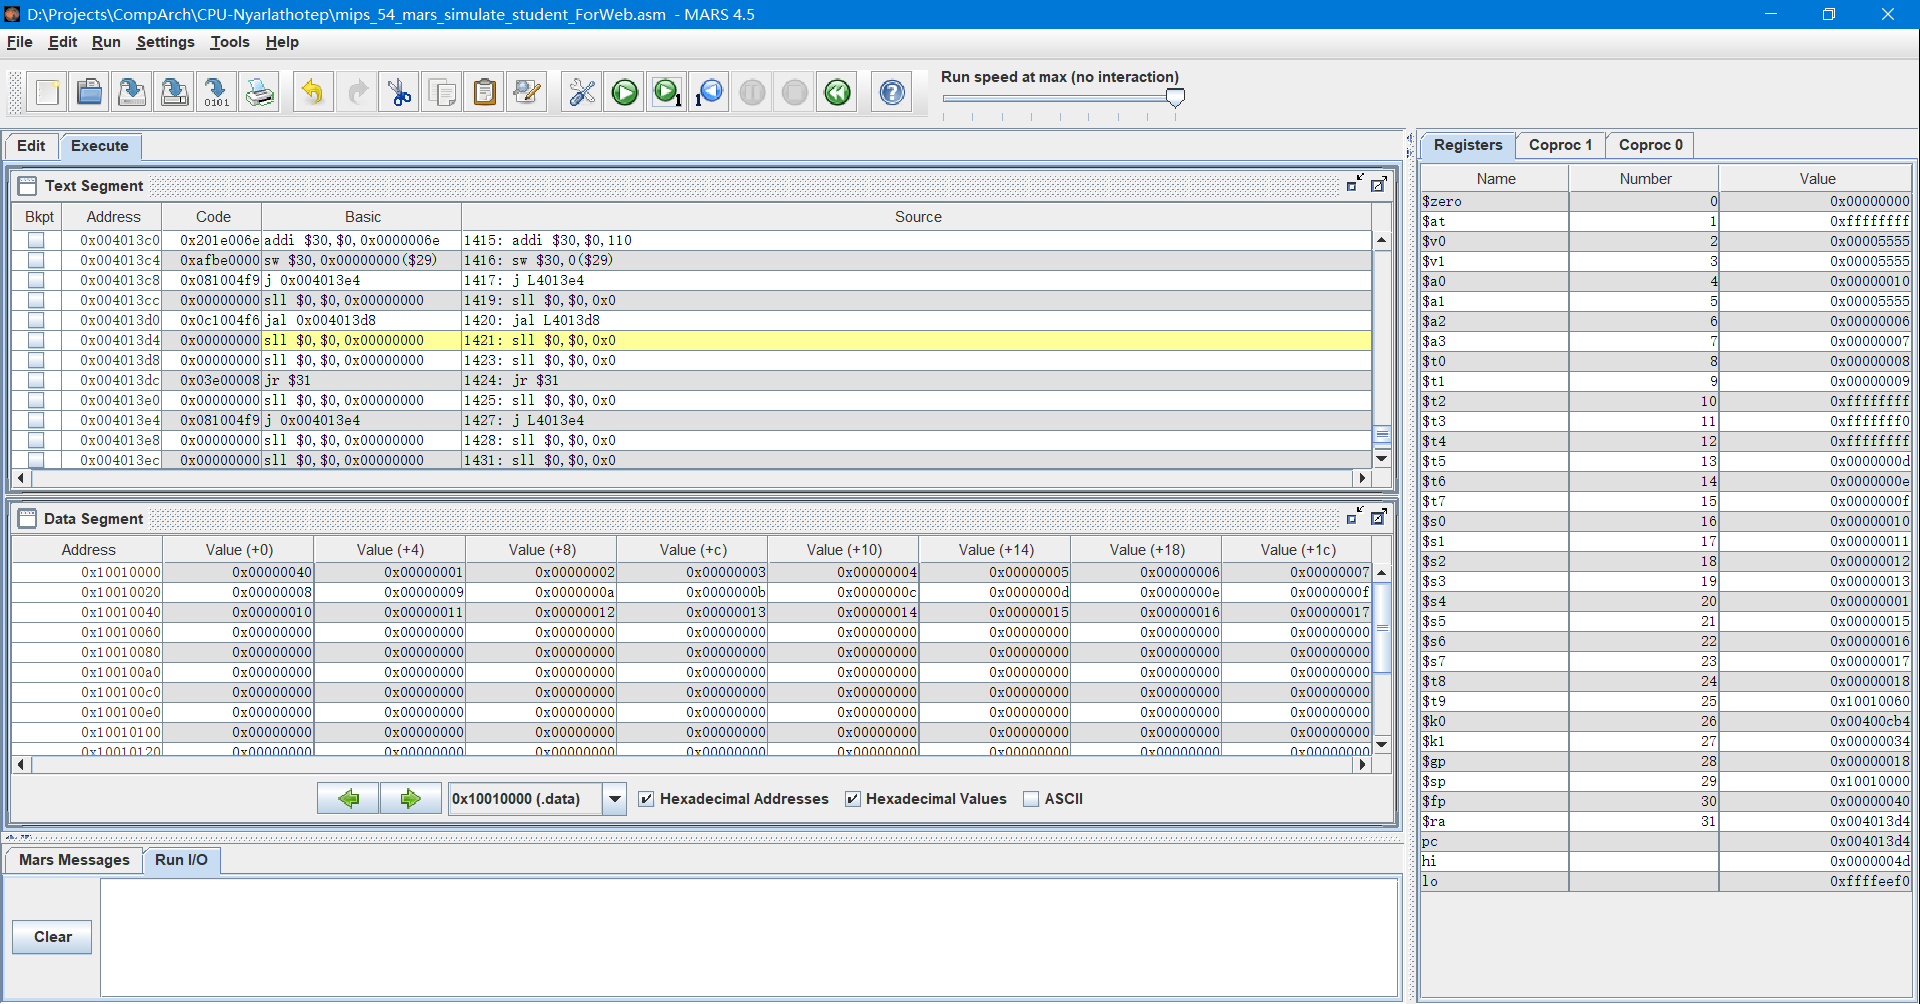 D:\Projects\CompArch\CPU-Nyarlathotep\mips_54_mars_simulate_student_ForWeb.asm - MARS 4.5
File Edit Run Settings Tools Help
Run speed at max (no interaction)
Edit Execute
Text Segment
Bkpt Address Code Basic Source
0x004013c0 0x201e006e addi $30,$0,0x0000006e 1415: addi $30,$0,110
0x004013c4 0xafbe0000 sw $30,0x00000000($29) 1416: sw $30,0($29)
0x004013c8 0x081004f9 j 0x004013e4 1417: j L4013e4
0x004013cc 0x00000000 sll $0,$0,0x00000000 1419: sll $0,$0,0x0
0x004013d0 0x0c1004f6 jal 0x004013d8 1420: jal L4013d8
0x004013d4 0x00000000 sll $0,$0,0x00000000 1421: sll $0,$0,0x0
0x004013d8 0x00000000 sll $0,$0,0x00000000 1423: sll $0,$0,0x0
0x004013dc 0x03e00008 jr $31 1424: jr $31
0x004013e0 0x00000000 sll $0,$0,0x00000000 1425: sll $0,$0,0x0
0x004013e4 0x081004f9 j 0x004013e4 1427: j L4013e4
0x004013e8 0x00000000 sll $0,$0,0x00000000 1428: sll $0,$0,0x0
0x004013ec 0x00000000 sll $0,$0,0x00000000 1431: sll $0,$0,0x0
Data Segment
Address Value (+0) Value (+4) Value (+8) Value (+c) Value (+10) Value (+14) Value (+18) Value (+1c)
0x10010000 0x00000040 0x00000001 0x00000002 0x00000003 0x00000004 0x00000005 0x00000006 0x00000007
0x10010020 0x00000008 0x00000009 0x0000000a 0x0000000b 0x0000000c 0x0000000d 0x0000000e 0x0000000f
0x10010040 0x00000010 0x00000011 0x00000012 0x00000013 0x00000014 0x00000015 0x00000016 0x00000017
0x10010060 0x00000000 0x00000000 0x00000000 0x00000000 0x00000000 0x00000000 0x00000000 0x00000000
0x10010080 0x00000000 0x00000000 0x00000000 0x00000000 0x00000000 0x00000000 0x00000000 0x00000000
0x100100a0 0x00000000 0x00000000 0x00000000 0x00000000 0x00000000 0x00000000 0x00000000 0x00000000
0x100100c0 0x00000000 0x00000000 0x00000000 0x00000000 0x00000000 0x00000000 0x00000000 0x00000000
0x100100e0 0x00000000 0x00000000 0x00000000 0x00000000 0x00000000 0x00000000 0x00000000 0x00000000
0x10010100 0x00000000 0x00000000 0x00000000 0x00000000 0x00000000 0x00000000 0x00000000 0x00000000
0x10010120 0x00000000 0x00000000 0x00000000 0x00000000 0x00000000 0x00000000 0x00000000 0x00000000
0x10010000 (.data) Hexadecimal Addresses Hexadecimal Values ASCII
Mars Messages Run I/O
Clear
Registers Coproc 1 Coproc 0
Name Number Value
$zero 0 0x00000000
$at 1 0xffffffff
$v0 2 0x00005555
$v1 3 0x00005555
$a0 4 0x00000010
$a1 5 0x00005555
$a2 6 0x00000006
$a3 7 0x00000007
$t0 8 0x00000008
$t1 9 0x00000009
$t2 10 0xffffffff
$t3 11 0xfffffff0
$t4 12 0xffffffff
$t5 13 0x0000000d
$t6 14 0x0000000e
$t7 15 0x0000000f
$s0 16 0x00000010
$s1 17 0x00000011
$s2 18 0x00000012
$s3 19 0x00000013
$s4 20 0x00000001
$s5 21 0x00000015
$s6 22 0x00000016
$s7 23 0x00000017
$t8 24 0x00000018
$t9 25 0x10010060
$k0 26 0x00400cb4
$k1 27 0x00000034
$gp 28 0x00000018
$sp 29 0x10010000
$fp 30 0x00000040
$ra 31 0x004013d4
pc 0x004013d4
hi 0x0000004d
lo 0xffffeef0